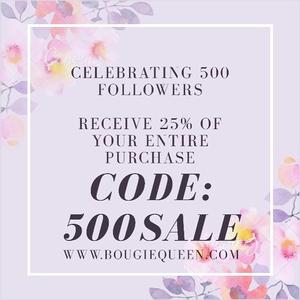 CELEBRATING 500
FOLLOWERS
RECEIVE 25% OF
YOUR ENTIRE
PURCHASE
CODE:
500SALE
WWW.BOUGIEQUEEN.COM